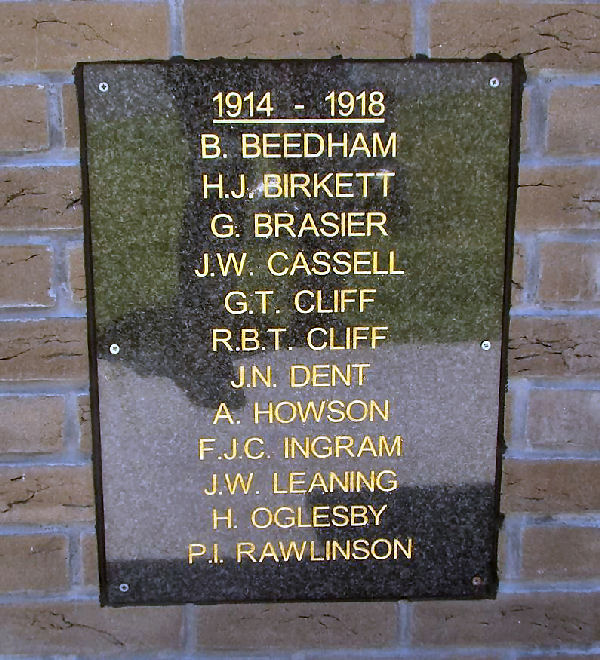 1914 - 1918
B. BEEDHAM
H.J. BIRKETT
G. BRASIER
J.W. CASSELL
G.T. CLIFF
R.B.T. CLIFF
J.N. DENT
A. HOWSON
F.J.C. INGRAM
J.W. LEANING
H. OGLESBY
P.I. RAWLINSON